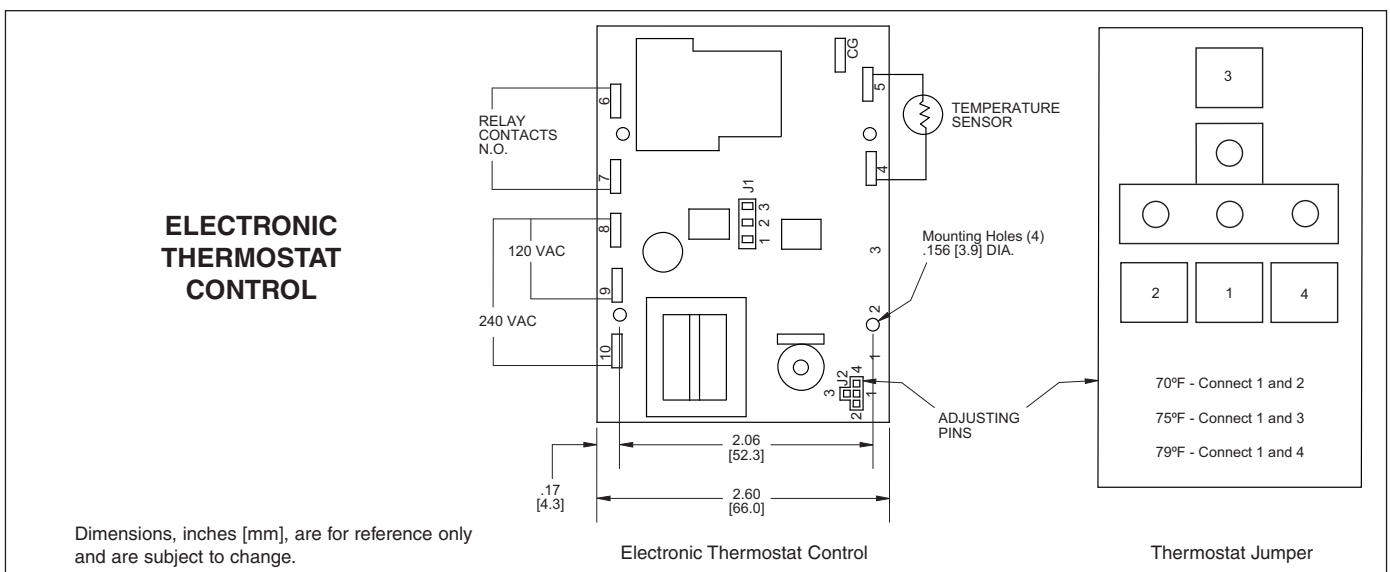 ELECTRONIC
THERMOSTAT
CONTROL
RELAY
CONTACTS
N.O.
120 VAC
240 VAC
6
7
8
9
10
CG
5
4
TEMPERATURE
SENSOR
J1
3
2
1
3
2
1
Mounting Holes (4)
.156 [3.9] DIA.
J2
4
3
1
2
ADJUSTING
PINS
.17
[4.3]
2.06
[52.3]
2.60
[66.0]
3
2
1
4
70ºF - Connect 1 and 2
75ºF - Connect 1 and 3
79ºF - Connect 1 and 4
Dimensions, inches [mm], are for reference only
and are subject to change.
Electronic Thermostat Control
Thermostat Jumper